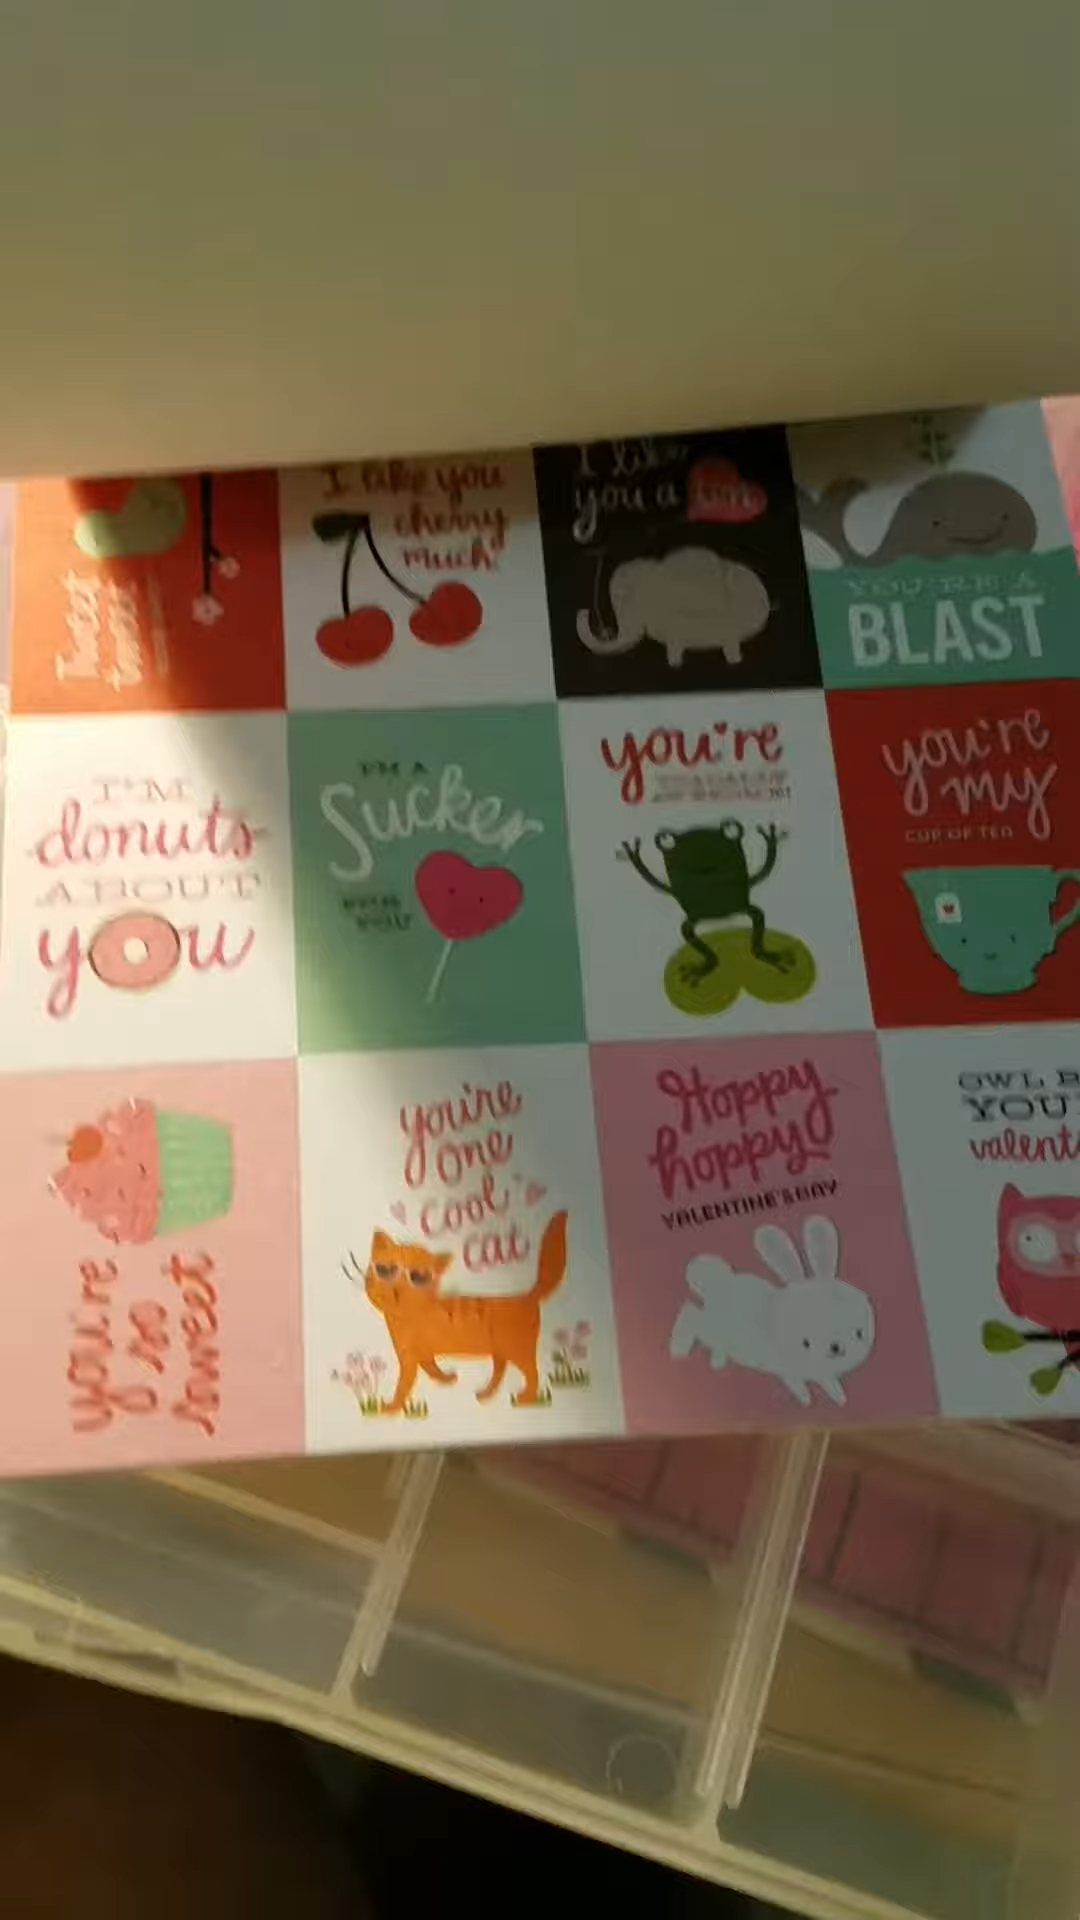 Tweet
I like you
cherry
much
I like
you a ton
YOU'RE A
BLAST
I'M
donuts
ABOUT
you
I'M A
Sucker
FOR
YOU
you're
you're
my
CUP OF TEA
you're
so
sweet
you're
one
cool
cat
Hoppy
hoppy
VALENTINE'S DAY
OWL B
YOU
valent